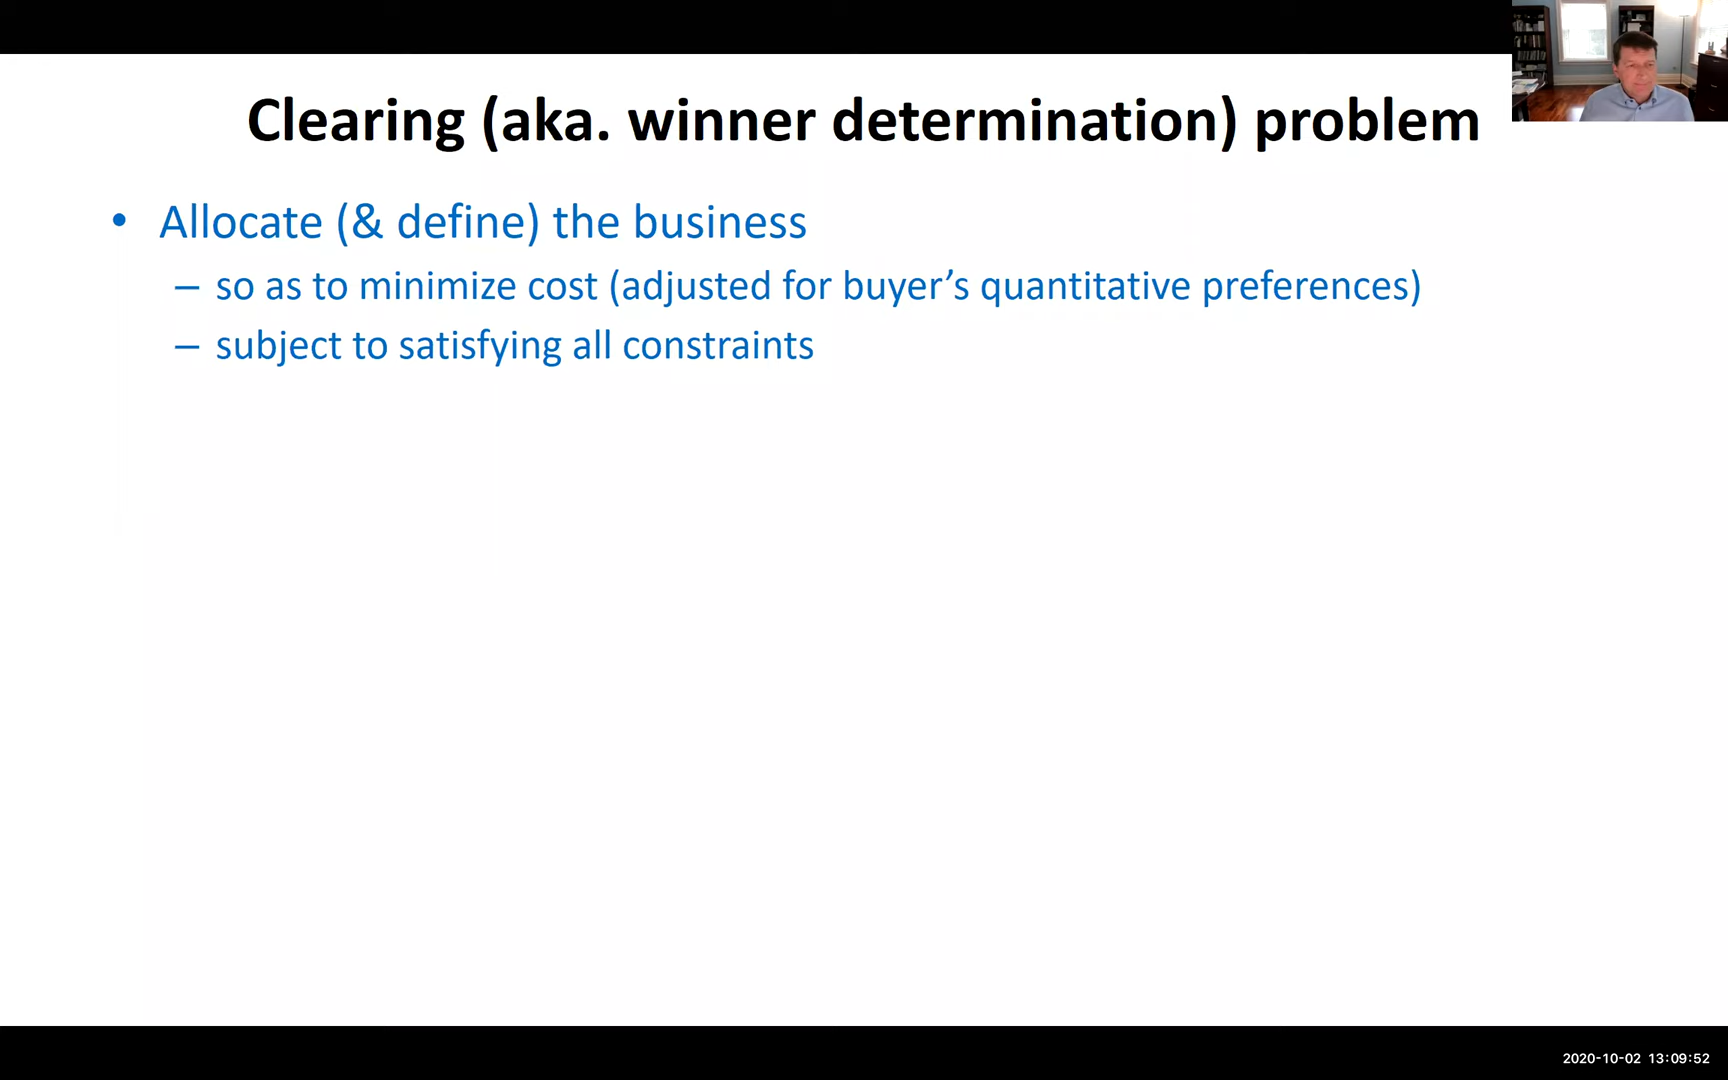 Clearing (aka. winner determination) problem
• Allocate (& define) the business
– so as to minimize cost (adjusted for buyer’s quantitative preferences)
– subject to satisfying all constraints
2020-10-02 13:09:52